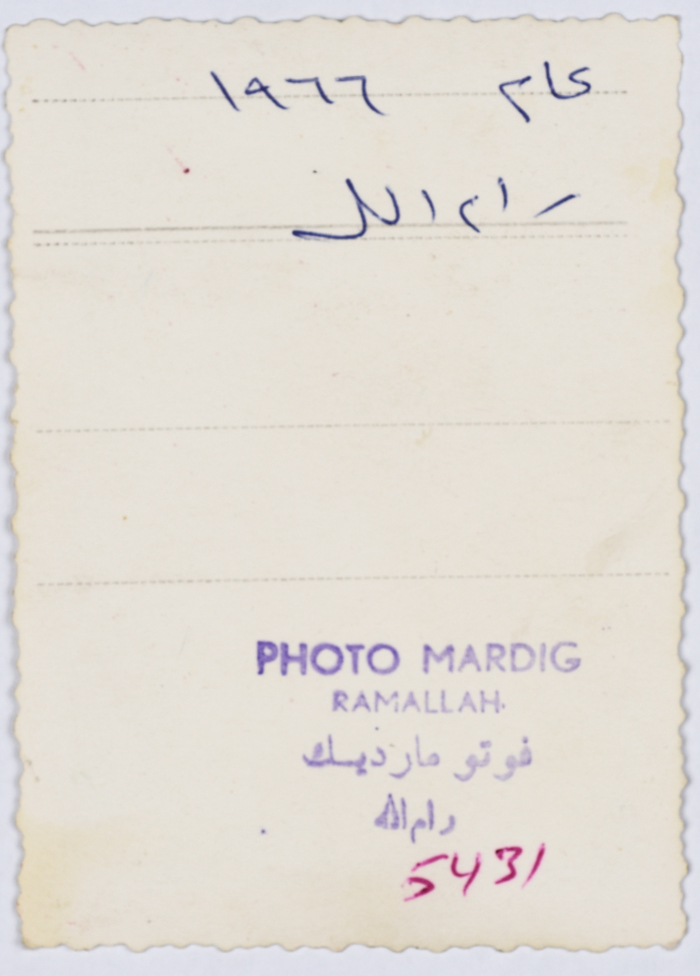 عام ١٩٦٦
رام الله
PHOTO MARDIG
RAMALLAH.
فوتو مارديك
رام الله
5431